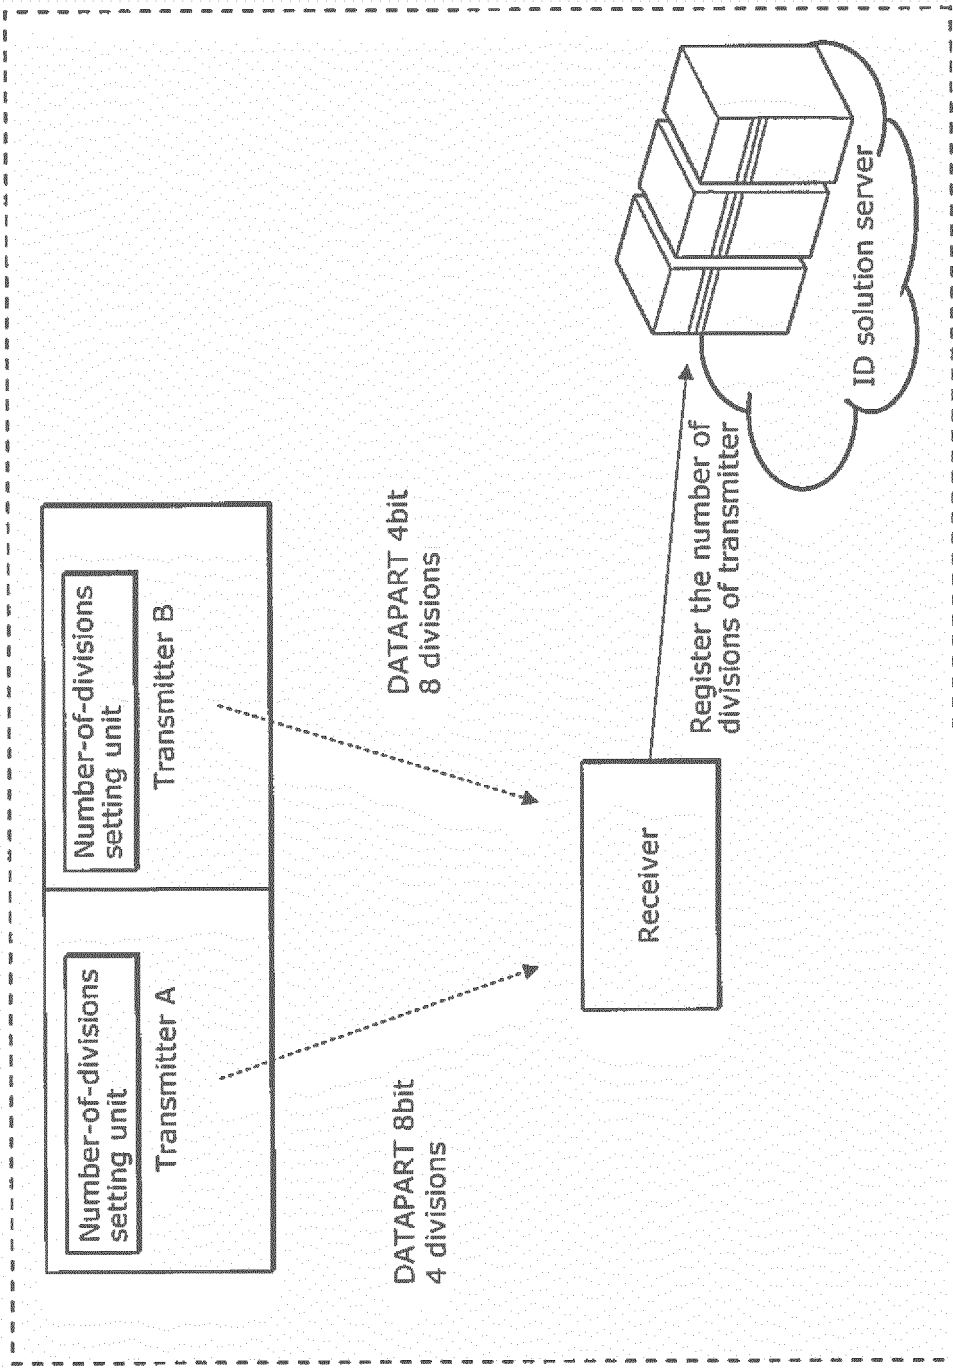 Number-of-divisions
setting unit
Transmitter A
Number-of-divisions
setting unit
Transmitter B
DATAPART 8bit
4 divisions
DATAPART 4bit
8 divisions
Receiver
Register the number of
divisions of transmitter
ID solution server